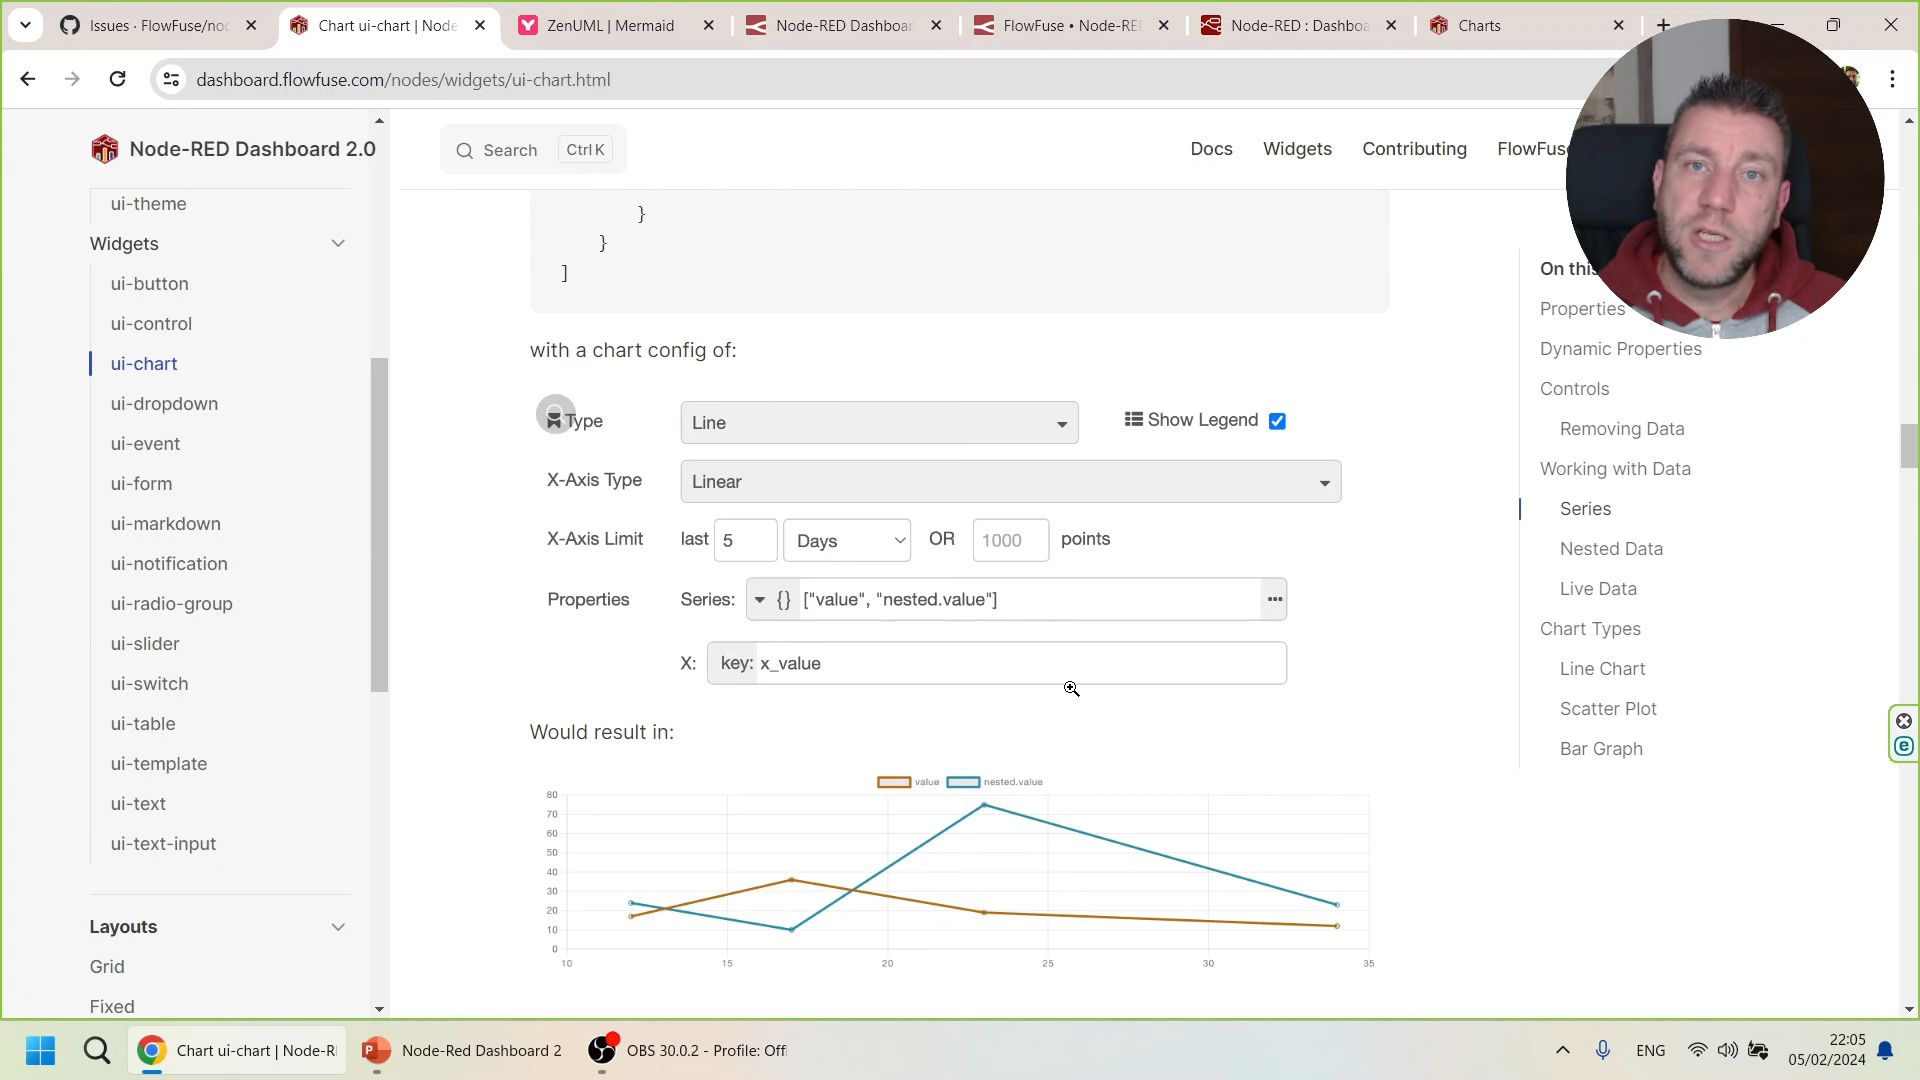 Issues · FlowFuse/noc
Chart ui-chart | Node-
ZenUML | Mermaid
Node-RED Dashboar
FlowFuse • Node-RE
Node-RED : Dashboa
Charts
dashboard.flowfuse.com/nodes/widgets/ui-chart.html
Node-RED Dashboard 2.0
Search
Ctrl K
Docs
Widgets
Contributing
FlowFuse
ui-theme
Widgets
ui-button
ui-control
ui-chart
ui-dropdown
ui-event
ui-form
ui-markdown
ui-notification
ui-radio-group
ui-slider
ui-switch
ui-table
ui-template
ui-text
ui-text-input
Layouts
Grid
Fixed
}
}
]
with a chart config of:
Type
Line
Show Legend
X-Axis Type
Linear
X-Axis Limit
last 5 Days OR 1000 points
Properties
Series: {} ["value", "nested.value"] •••
X: key: x_value
Would result in:
value
nested.value
80
70
60
50
40
30
20
10
0
10 15 20 25 30 35
On this
Properties
Dynamic Properties
Controls
Removing Data
Working with Data
Series
Nested Data
Live Data
Chart Types
Line Chart
Scatter Plot
Bar Graph
Chart ui-chart | Node-R
Node-Red Dashboard 2
OBS 30.0.2 - Profile: Off
ENG
22:05
05/02/2024